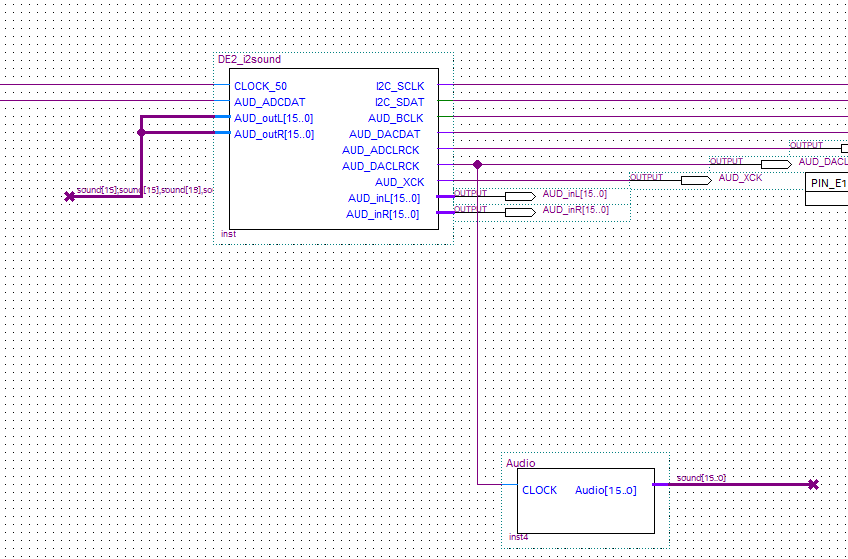 DE2_i2sound
CLOCK_50 I2C_SCLK
AUD_ADCDAT I2C_SDAT
AUD_outL[15..0] AUD_BCLK
AUD_outR[15..0] AUD_DACDAT
AUD_ADCLRCK OUTPUT
AUD_DACLRCK OUTPUT AUD_DACL
AUD_XCK OUTPUT AUD_XCK PIN_E1
sound[15],sound[15],sound[15],so AUD_inL[15..0] OUTPUT AUD_inL[15..0]
AUD_inR[15..0] OUTPUT AUD_inR[15..0]
inst
Audio
sound[15..0]
CLOCK Audio[15..0]
inst4